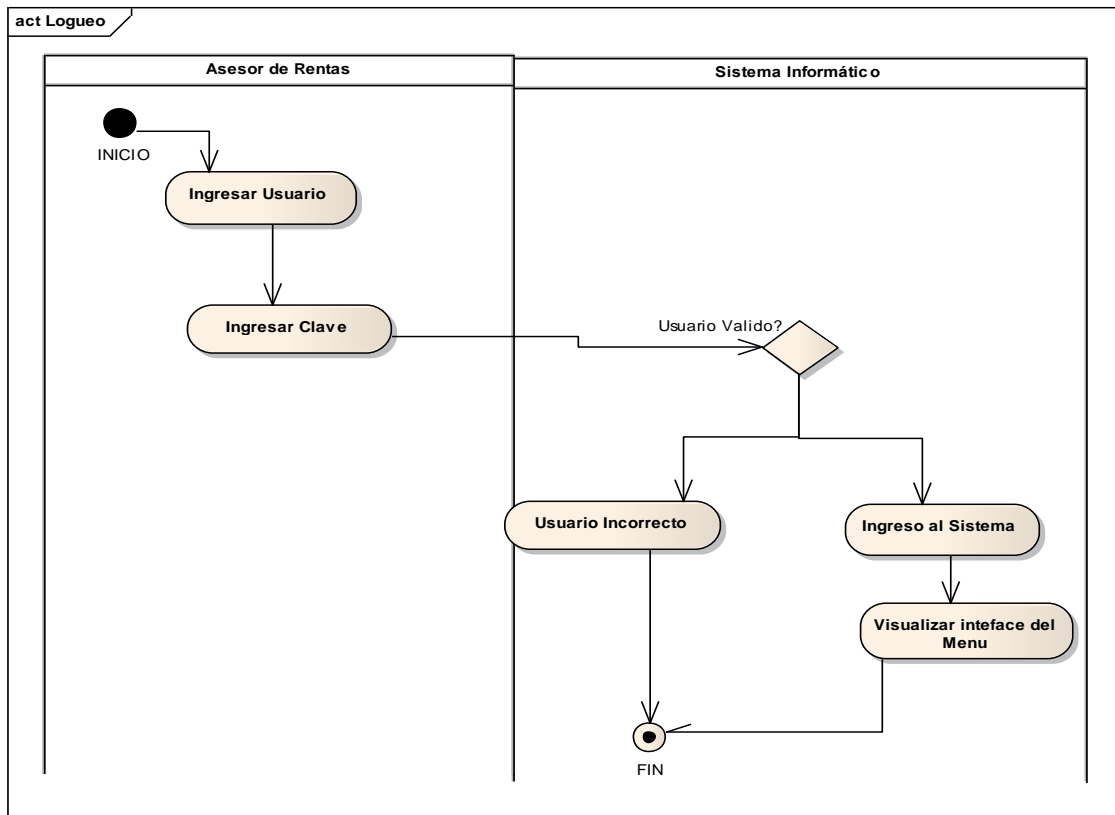 act Logueo
Asesor de Rentas
Sistema Informático
INICIO
Ingresar Usuario
Ingresar Clave
Usuario Valido?
Usuario Incorrecto
Ingreso al Sistema
Visualizar inteface del
Menu
FIN